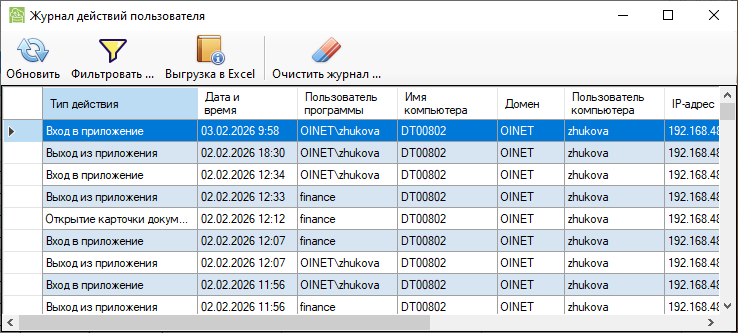 Журнал действий пользователя
Обновить Фильтровать ... Выгрузка в Excel Очистить журнал ...
Тип действия Дата и время Пользователь программы Имя компьютера Домен Пользователь компьютера IP-адрес
Вход в приложение 03.02.2026 9:58 OINET\zhukova DT00802 OINET zhukova 192.168.48
Выход из приложения 02.02.2026 18:30 OINET\zhukova DT00802 OINET zhukova 192.168.48
Вход в приложение 02.02.2026 12:34 OINET\zhukova DT00802 OINET zhukova 192.168.48
Выход из приложения 02.02.2026 12:33 finance DT00802 OINET zhukova 192.168.48
Открытие карточки докум... 02.02.2026 12:12 finance DT00802 OINET zhukova 192.168.48
Вход в приложение 02.02.2026 12:07 finance DT00802 OINET zhukova 192.168.48
Выход из приложения 02.02.2026 12:07 OINET\zhukova DT00802 OINET zhukova 192.168.48
Вход в приложение 02.02.2026 11:56 OINET\zhukova DT00802 OINET zhukova 192.168.48
Выход из приложения 02.02.2026 11:56 finance DT00802 OINET zhukova 192.168.48